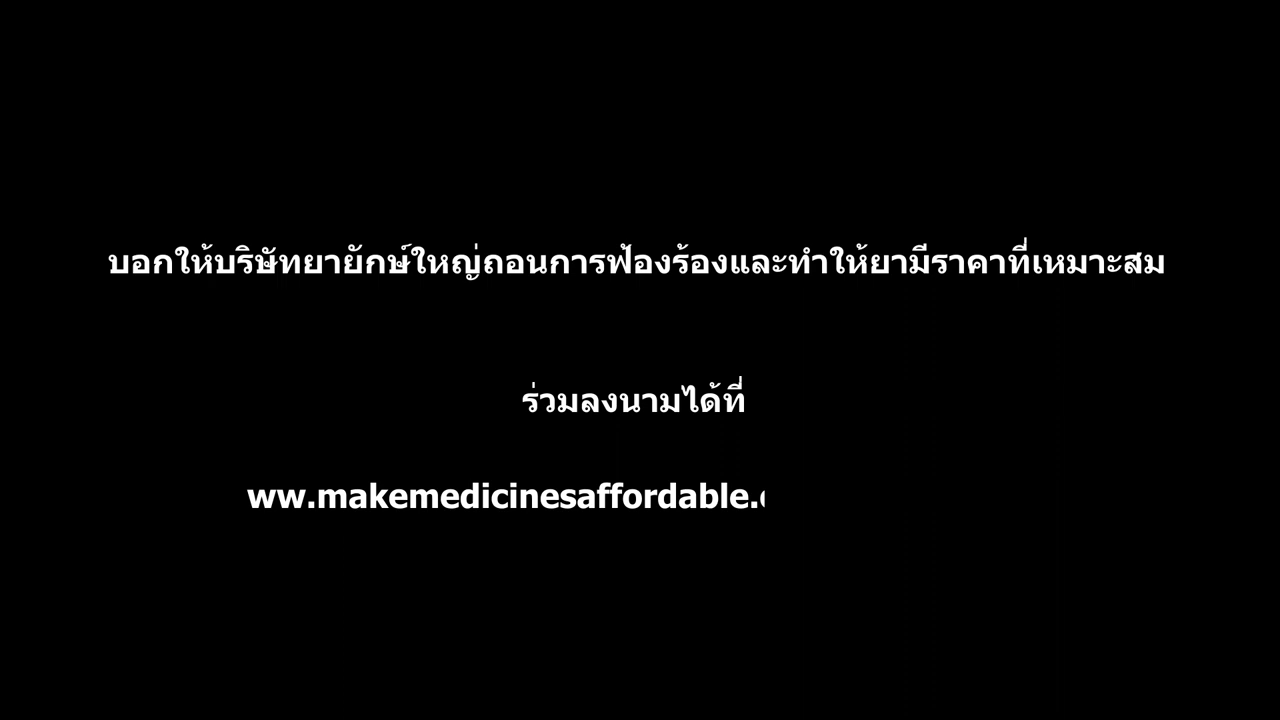 บอกให้บริษัทยายักษ์ใหญ่ถอนการฟ้องร้องและทำให้ยามีราคาที่เหมาะสม
ร่วมลงนามได้ที่
ww.makemedicinesaffordable.